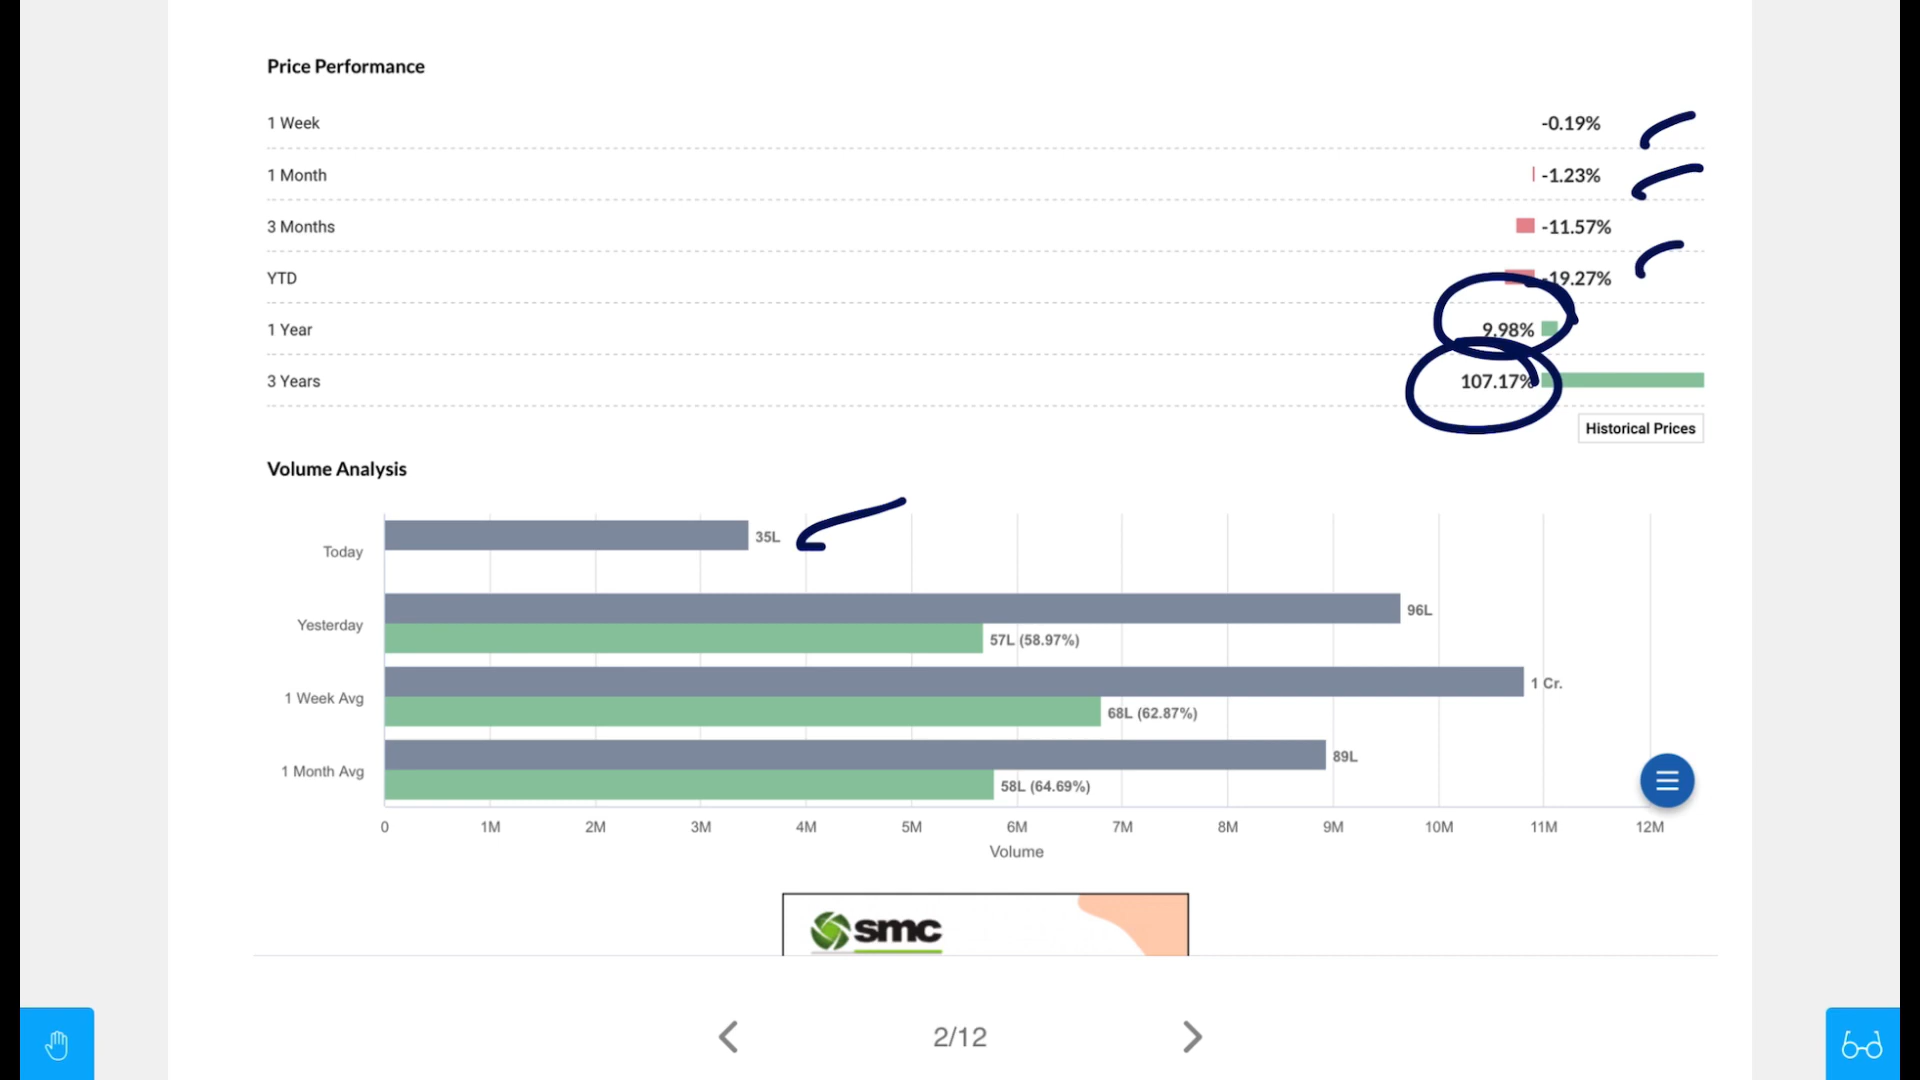 Price Performance
1 Week -0.19%
1 Month -1.23%
3 Months -11.57%
YTD -19.27%
1 Year 9.98%
3 Years 107.17%
Historical Prices
Volume Analysis
Today 35L
Yesterday 96L
57L (58.97%)
1 Week Avg 1 Cr.
68L (62.87%)
1 Month Avg 89L
58L (64.69%)
0 1M 2M 3M 4M 5M 6M 7M 8M 9M 10M 11M 12M
Volume
smc
2/12